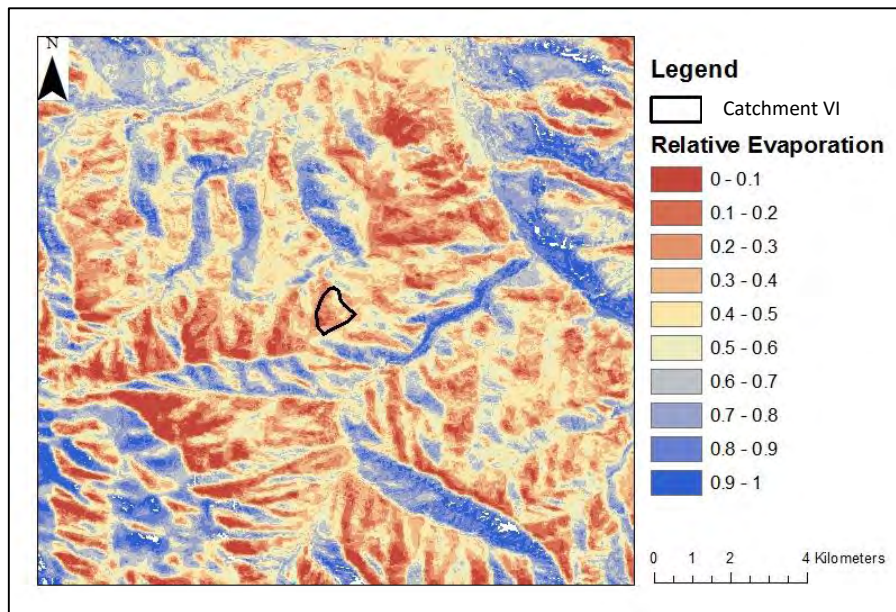 N
Legend
Catchment VI
Relative Evaporation
0 - 0.1
0.1 - 0.2
0.2 - 0.3
0.3 - 0.4
0.4 - 0.5
0.5 - 0.6
0.6 - 0.7
0.7 - 0.8
0.8 - 0.9
0.9 - 1
0 1 2 4 Kilometers